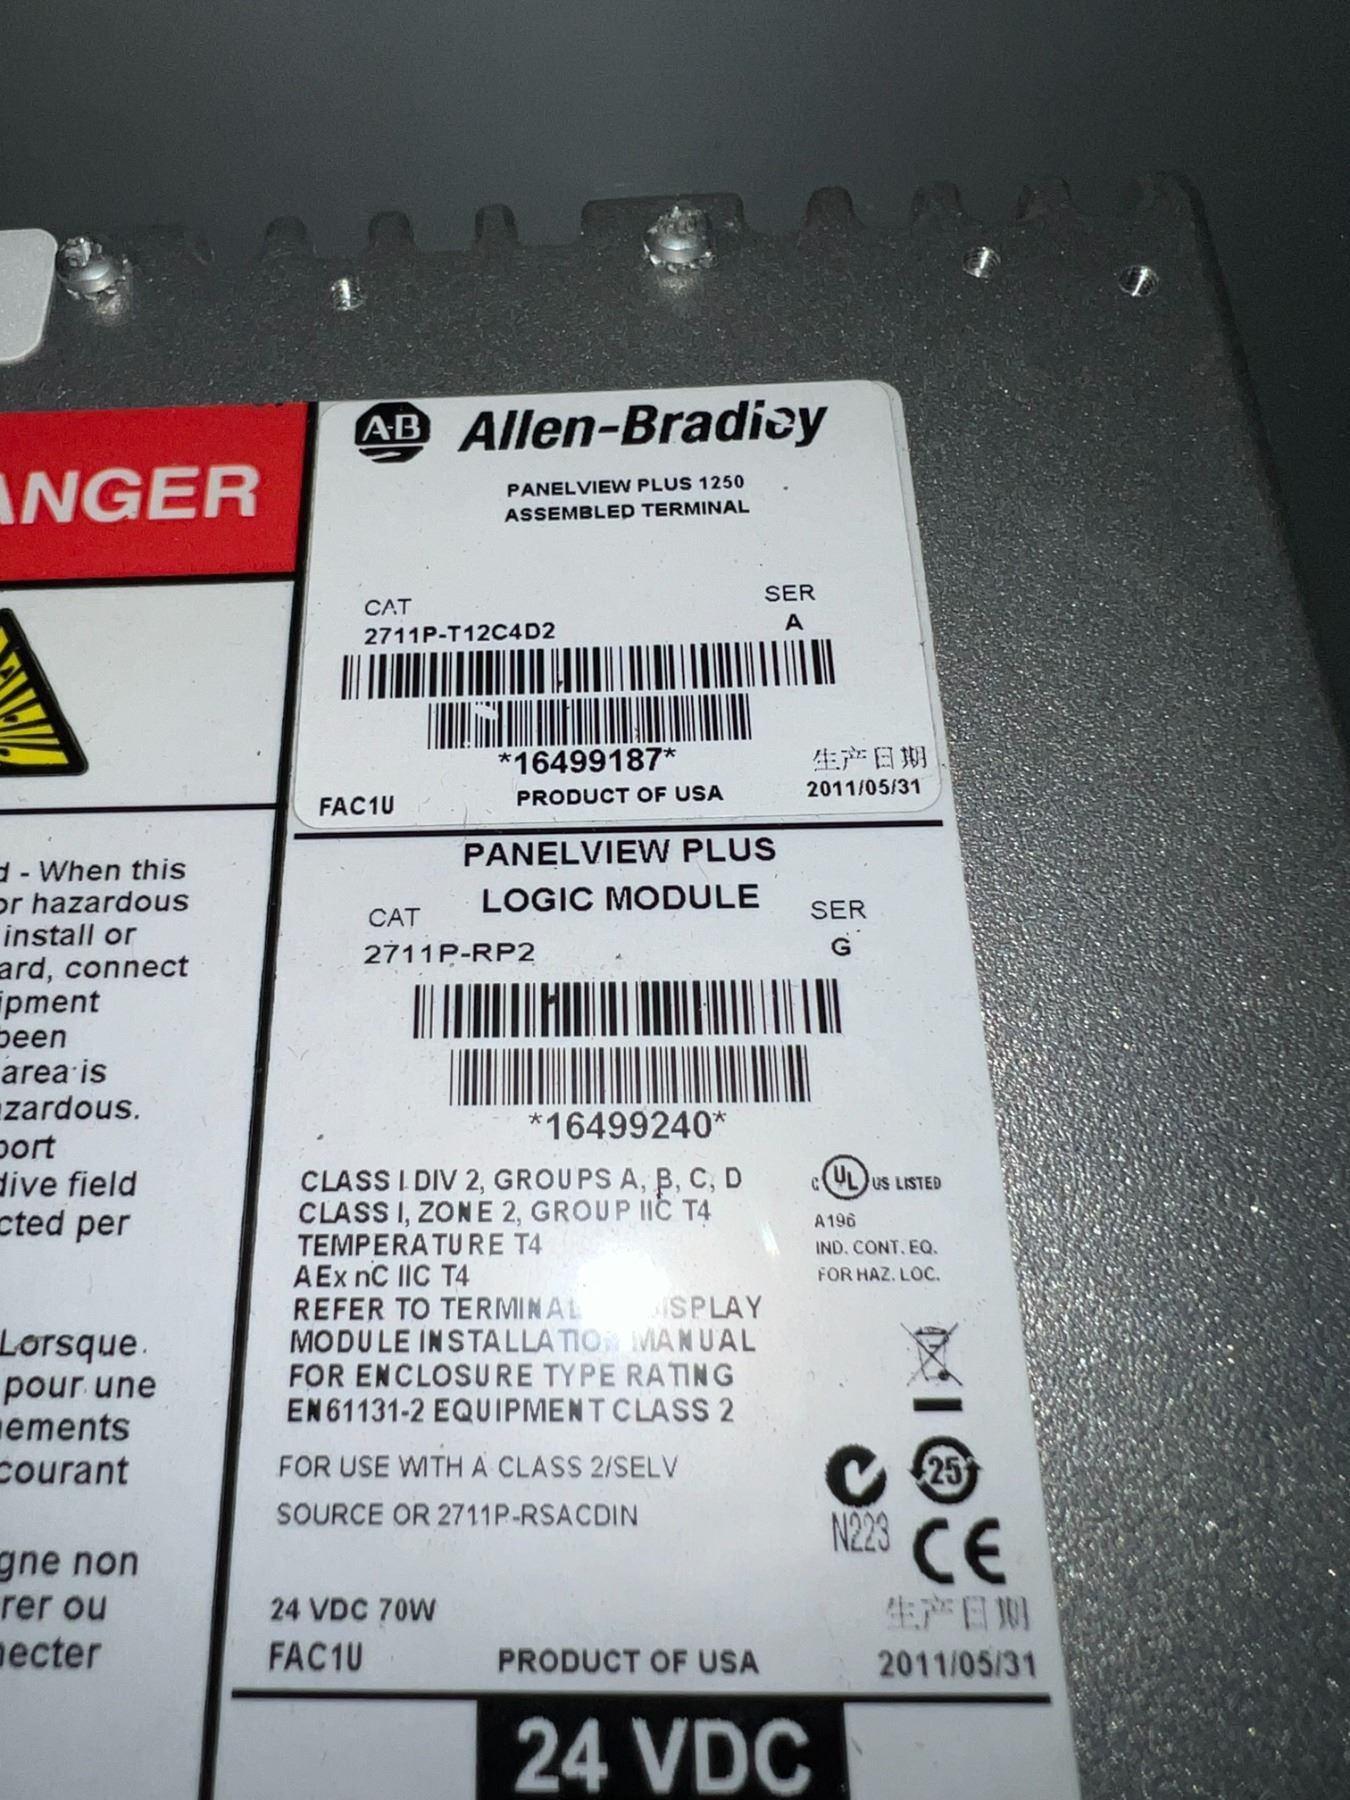 A-B Allen-Bradley
PANELVIEW PLUS 1250
ASSEMBLED TERMINAL
CAT SER
2711P-T12C4D2 A
*16499187*
生产日期
FAC1U PRODUCT OF USA 2011/05/31
PANELVIEW PLUS
LOGIC MODULE
CAT SER
2711P-RP2 G
*16499240*
CLASS I DIV 2, GROUPS A, B, C, D
CLASS I, ZONE 2, GROUP IIC T4
TEMPERATURE T4
AEx nC IIC T4
REFER TO TERMINAL DISPLAY
MODULE INSTALLATION MANUAL
FOR ENCLOSURE TYPE RATING
EN61131-2 EQUIPMENT CLASS 2
C UL US LISTED
A196
IND. CONT. EQ.
FOR HAZ. LOC.
FOR USE WITH A CLASS 2/SELV
SOURCE OR 2711P-RSACDIN
25
N223 CE
24 VDC 70W 生产日期
FAC1U PRODUCT OF USA 2011/05/31
24 VDC
ANGER
d - When this
or hazardous
install or
ard, connect
ipment
been
area is
azardous.
port
dive field
cted per
Lorsque
pour une
nements
courant
gne non
rer ou
necter